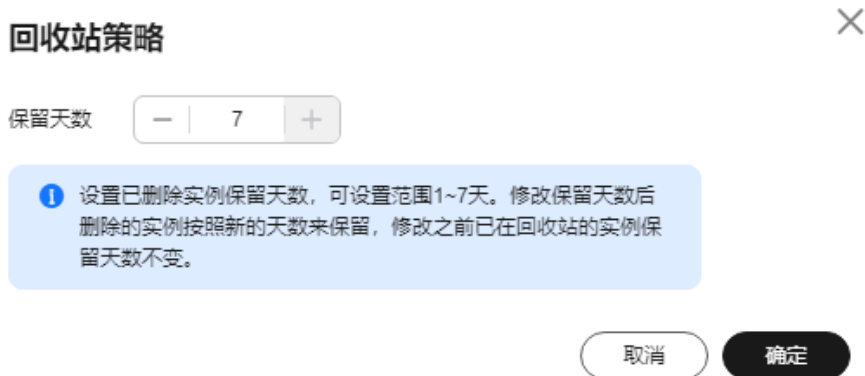 回收站策略
保留天数 7
设置已删除实例保留天数，可设置范围1~7天。修改保留天数后
删除的实例按照新的天数来保留，修改之前已在回收站的实例保
留天数不变。
取消 确定